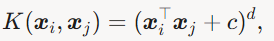 K(𝒙ᵢ, 𝒙ⱼ) = (𝒙ᵢ^⊤ 𝒙ⱼ + c)^d,